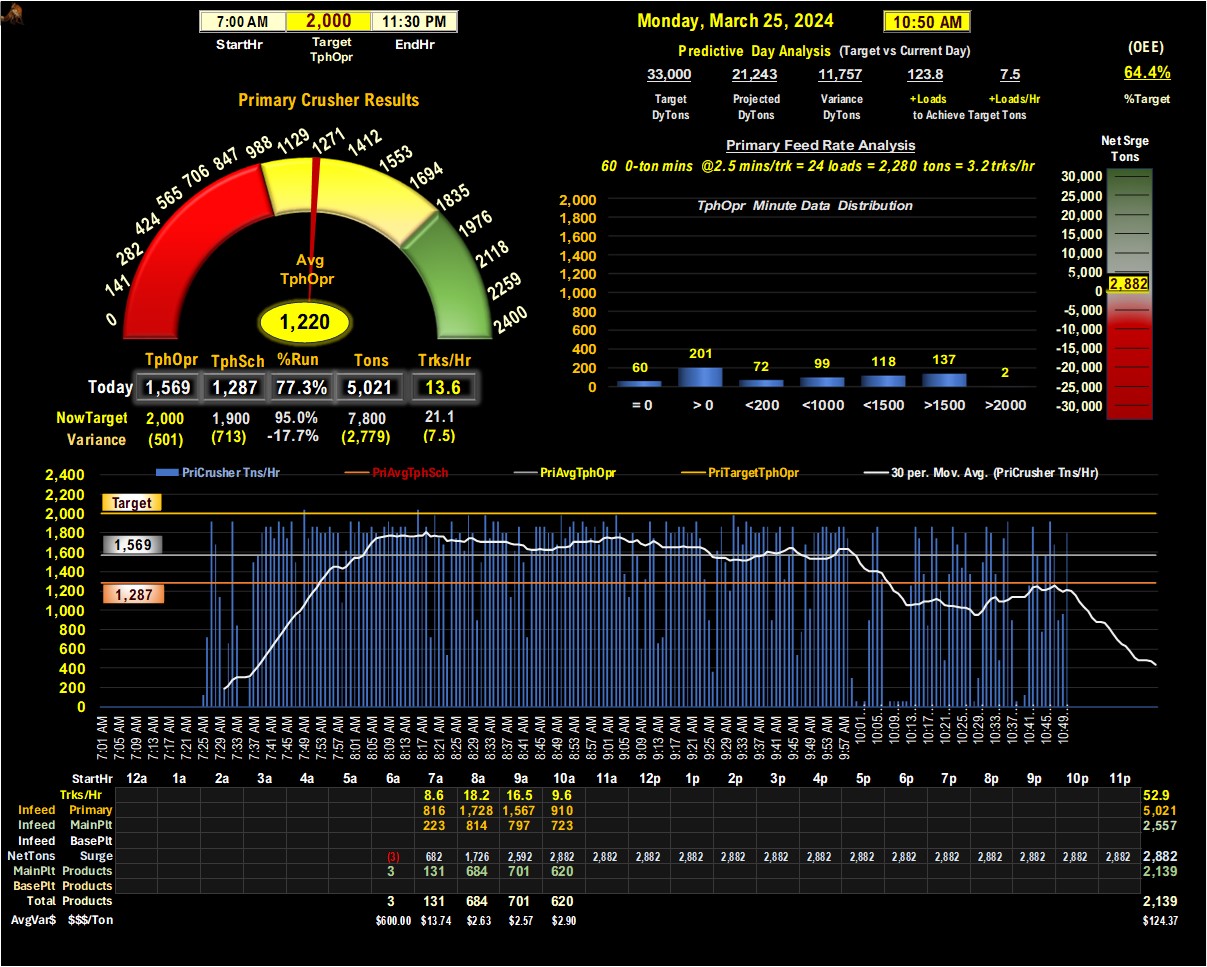 7:00 AM 2,000 11:30 PM
StartHr Target TphOpr EndHr
Monday, March 25, 2024 10:50 AM
Predictive Day Analysis (Target vs Current Day)
33,000 21,243 11,757 123.8 7.5
Target DyTons Projected DyTons Variance DyTons +Loads +Loads/Hr
to Achieve Target Tons
(OEE)
64.4%
%Target
Primary Crusher Results
0 141 282 424 565 706 847 988 1129 1271 1412 1553 1694 1835 1976 2118 2259 2400
Avg
TphOpr
1,220
TphOpr TphSch %Run Tons Trks/Hr
Today 1,569 1,287 77.3% 5,021 13.6
NowTarget 2,000 1,900 95.0% 7,800 21.1
Variance (501) (713) -17.7% (2,779) (7.5)
Primary Feed Rate Analysis
60 0-ton mins @2.5 mins/trk = 24 loads = 2,280 tons = 3.2 trks/hr
TphOpr Minute Data Distribution
2,000
1,800
1,600
1,400
1,200
1,000
800
600
400
200
0
60 201 72 99 118 137 2
= 0 > 0 <200 <1000 <1500 >1500 >2000
Net Srge
Tons
30,000
25,000
20,000
15,000
10,000
5,000
2,882
0
-5,000
-10,000
-15,000
-20,000
-25,000
-30,000
PriCrusher Tns/Hr PriAvgTphSch PriAvgTphOpr PriTargetTphOpr 30 per. Mov. Avg. (PriCrusher Tns/Hr)
2,400
2,200
2,000
1,800
1,600
1,400
1,200
1,000
800
600
400
200
0
Target
1,569
1,287
7:01 AM 7:05 AM 7:09 AM 7:13 AM 7:17 AM 7:21 AM 7:25 AM 7:29 AM 7:33 AM 7:37 AM 7:41 AM 7:45 AM 7:49 AM 7:53 AM 7:57 AM 8:01 AM 8:05 AM 8:09 AM 8:13 AM 8:17 AM 8:21 AM 8:25 AM 8:29 AM 8:33 AM 8:37 AM 8:41 AM 8:45 AM 8:49 AM 8:53 AM 8:57 AM 9:01 AM 9:05 AM 9:09 AM 9:13 AM 9:17 AM 9:21 AM 9:25 AM 9:29 AM 9:33 AM 9:37 AM 9:41 AM 9:45 AM 9:49 AM 9:53 AM 9:57 AM 10:01… 10:05… 10:09… 10:13… 10:17… 10:21… 10:25… 10:29… 10:33… 10:37… 10:41… 10:45… 10:49…
StartHr 12a 1a 2a 3a 4a 5a 6a 7a 8a 9a 10a 11a 12p 1p 2p 3p 4p 5p 6p 7p 8p 9p 10p 11p
Trks/Hr 8.6 18.2 16.5 9.6 52.9
Infeed Primary 816 1,728 1,567 910 5,021
Infeed MainPlt 223 814 797 723 2,557
Infeed BasePlt
NetTons Surge (3) 682 1,726 2,592 2,882 2,882 2,882 2,882 2,882 2,882 2,882 2,882 2,882 2,882 2,882 2,882 2,882 2,882 2,882
MainPlt Products 3 131 684 701 620 2,139
BasePlt Products
Total Products 3 131 684 701 620 2,139
AvgVar$ $$$/Ton $600.00 $13.74 $2.63 $2.57 $2.90 $124.37